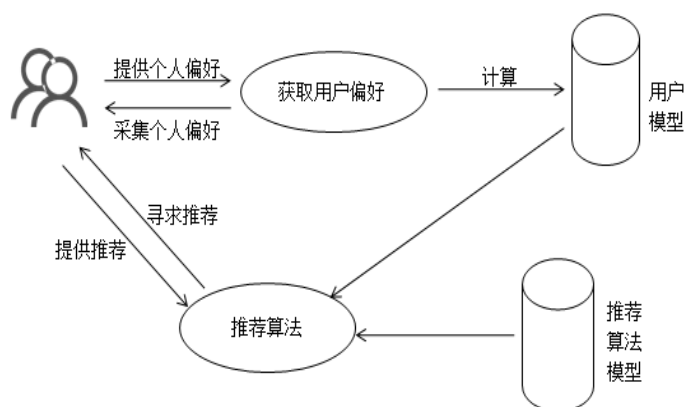 提供个人偏好
获取用户偏好
计算
用户
模型
采集个人偏好
寻求推荐
提供推荐
推荐算法
推荐
算法
模型